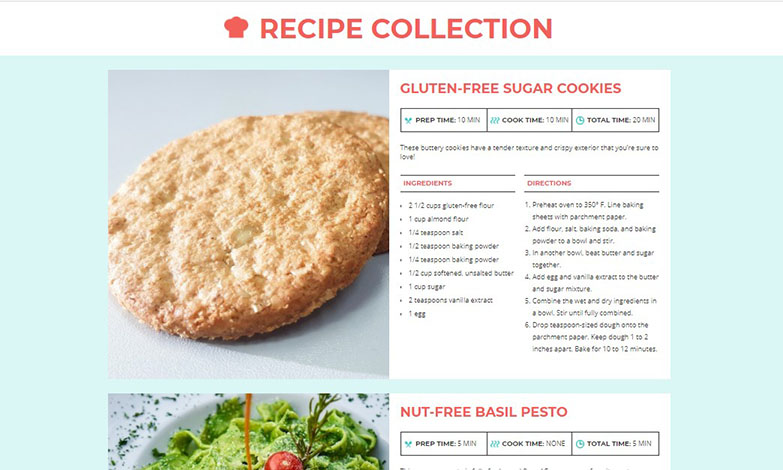 RECIPE COLLECTION
GLUTEN-FREE SUGAR COOKIES
PREP TIME: 10 MIN
COOK TIME: 10 MIN
TOTAL TIME: 20 MIN
These buttery cookies have a tender texture and crispy exterior that you're sure to
love!
INGREDIENTS
• 2 1/2 cups gluten-free flour
• 1 cup almond flour
• 1/4 teaspoon salt
• 1/2 teaspoon baking powder
• 1/4 teaspoon baking powder
• 1/2 cup softened, unsalted butter
• 1 cup sugar
• 2 teaspoons vanilla extract
• 1 egg
DIRECTIONS
1. Preheat oven to 350° F. Line baking
sheets with parchment paper.
2. Add flour, salt, baking soda, and baking
powder to a bowl and stir.
3. In another bowl, beat butter and sugar
together.
4. Add egg and vanilla extract to the butter
and sugar mixture.
5. Combine the wet and dry ingredients in
a bowl. Stir until fully combined.
6. Drop teaspoon-sized dough onto the
parchment paper. Keep dough 1 to 2
inches apart. Bake for 10 to 12 minutes.
NUT-FREE BASIL PESTO
PREP TIME: 5 MIN
COOK TIME: NONE
TOTAL TIME: 5 MIN